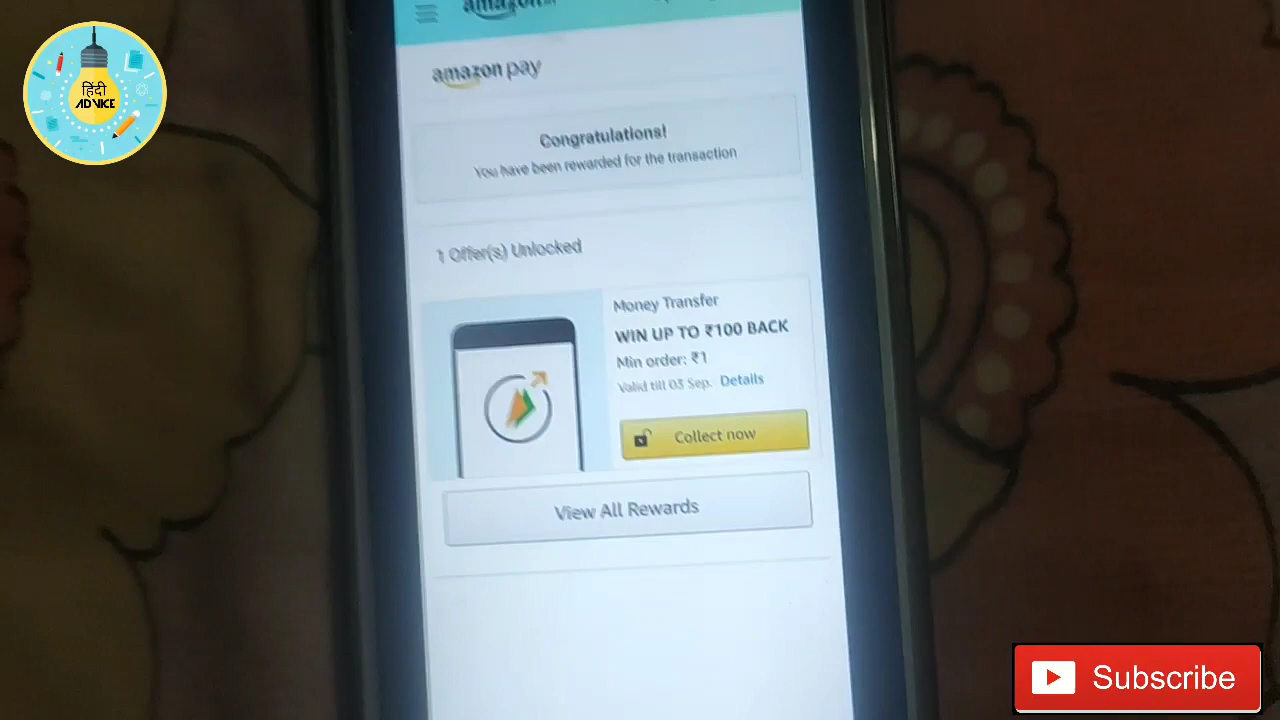 हिंदी
ADVICE
amazon
amazon pay
Congratulations!
You have been rewarded for the transaction
1 Offer(s) Unlocked
Money Transfer
WIN UP TO ₹100 BACK
Min order: ₹1
Valid till 03 Sep. Details
Collect now
View All Rewards
Subscribe